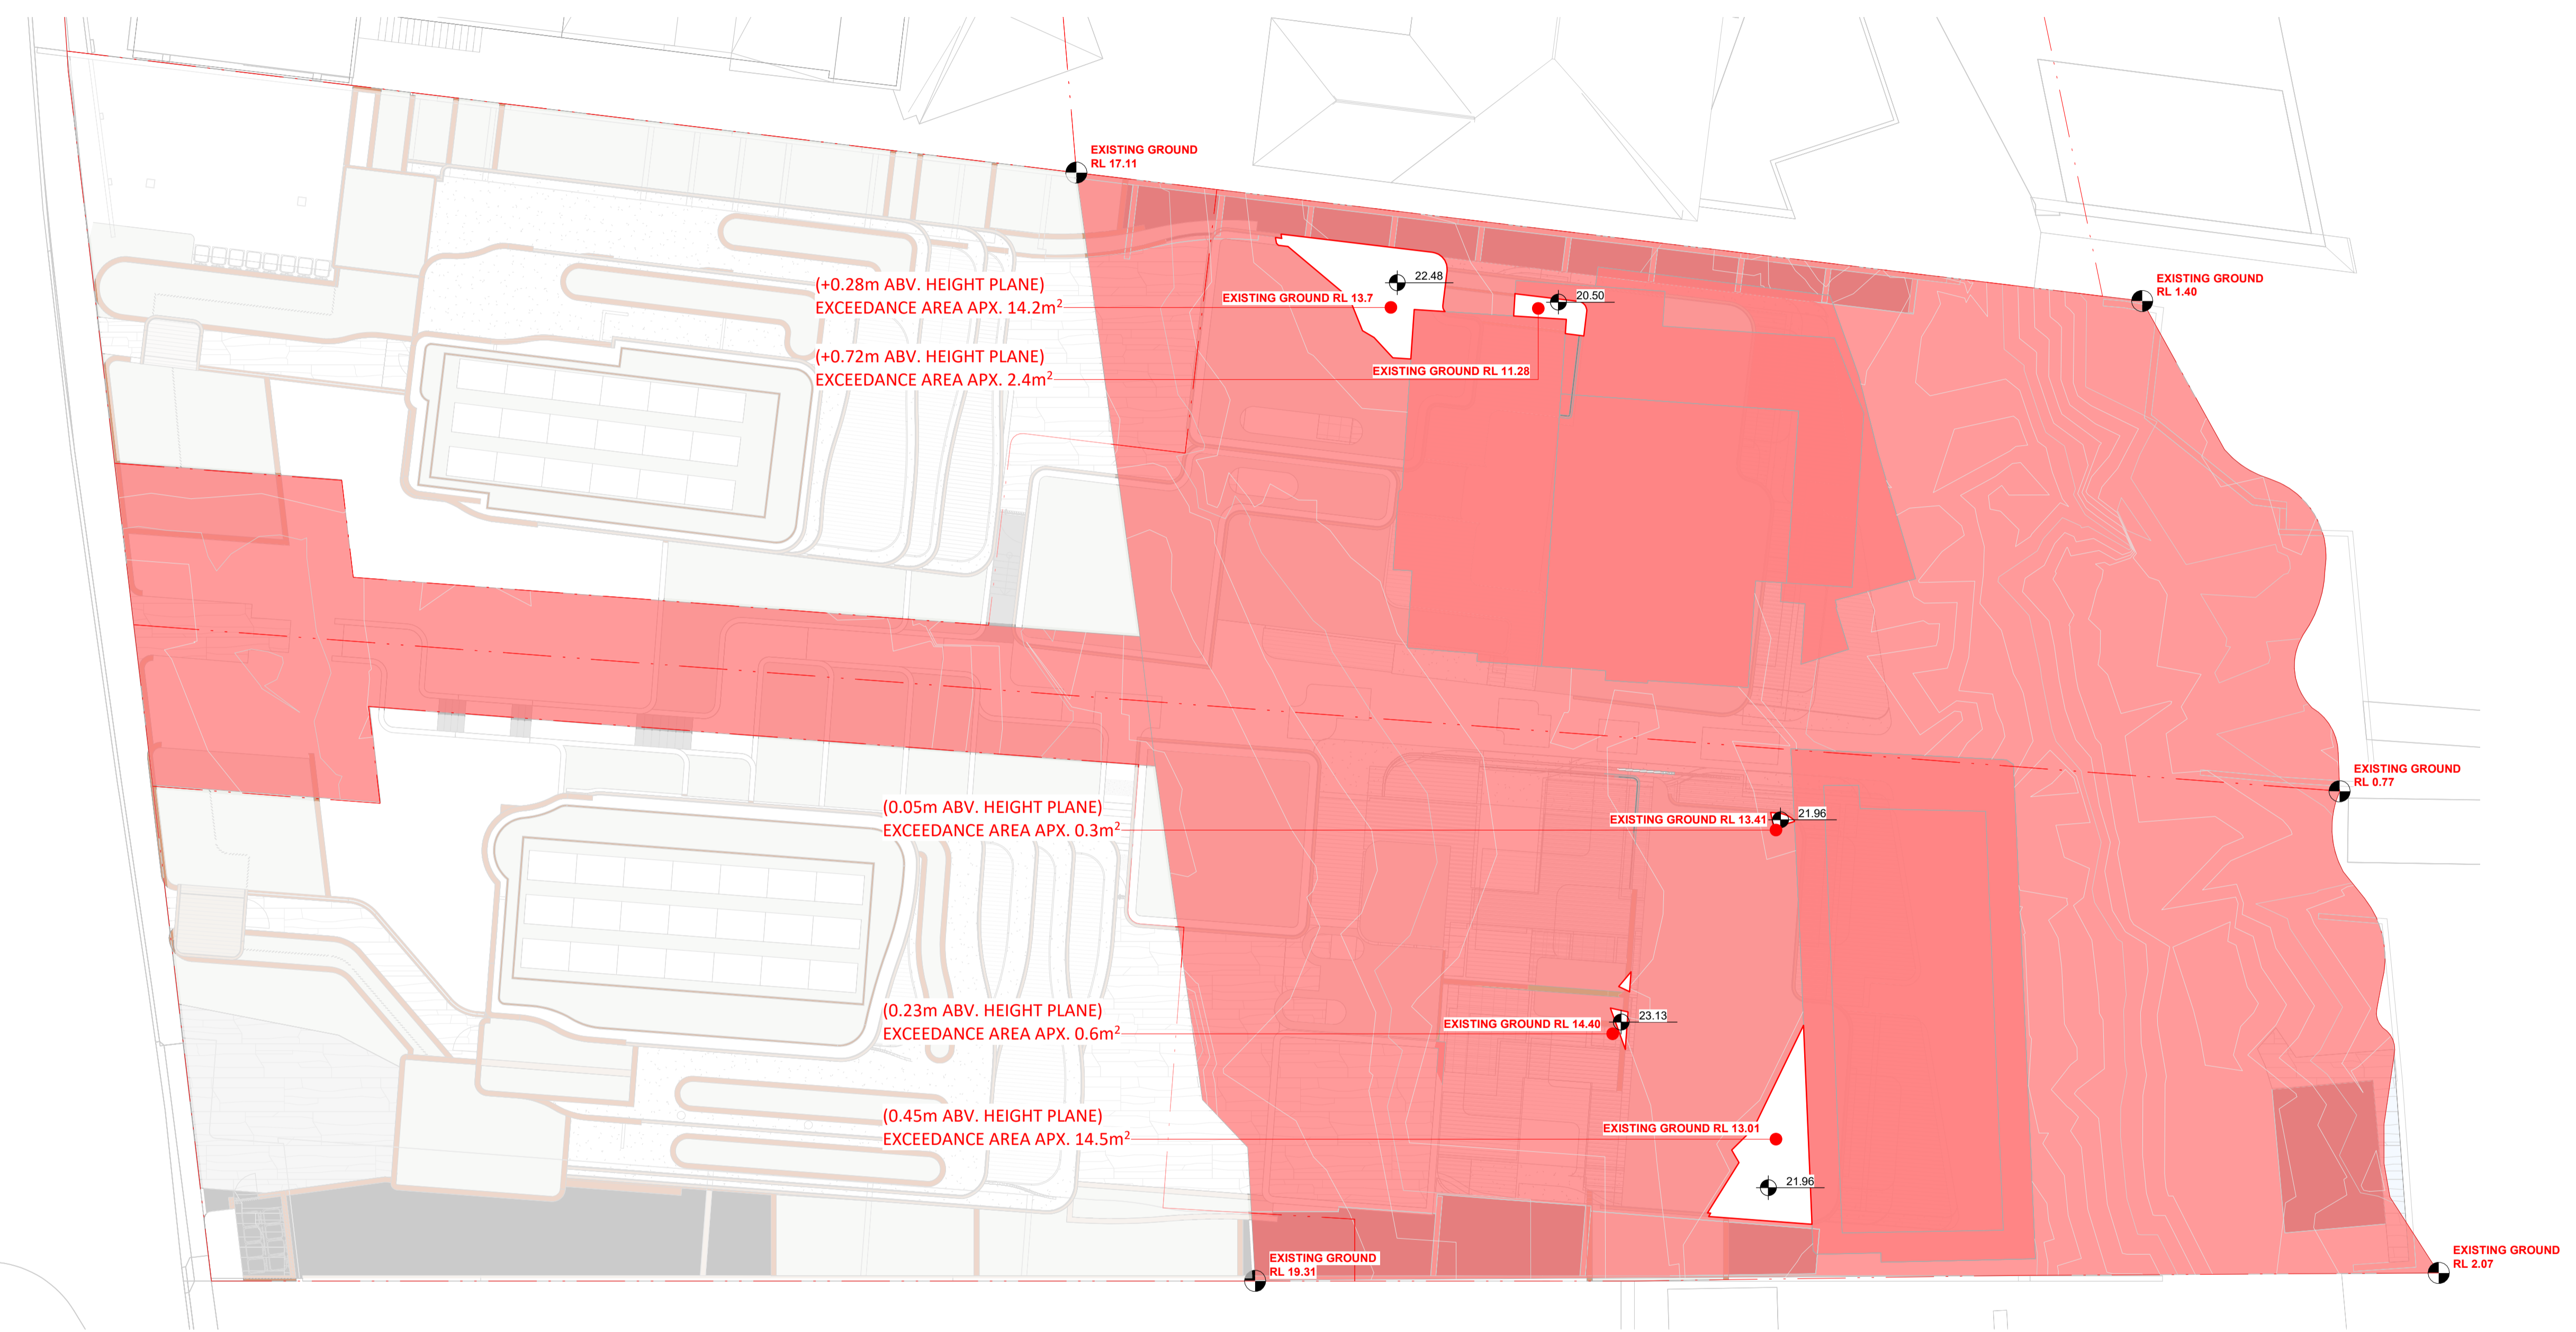 EXISTING GROUND
RL 17.11
EXISTING GROUND
RL 1.40
(+0.28m ABV. HEIGHT PLANE)
EXCEEDANCE AREA APX. 14.2m²
EXISTING GROUND RL 13.7
22.48
20.50
(+0.72m ABV. HEIGHT PLANE)
EXCEEDANCE AREA APX. 2.4m²
EXISTING GROUND RL 11.28
EXISTING GROUND
RL 0.77
(0.05m ABV. HEIGHT PLANE)
EXCEEDANCE AREA APX. 0.3m²
EXISTING GROUND RL 13.41
21.96
(0.23m ABV. HEIGHT PLANE)
EXCEEDANCE AREA APX. 0.6m²
EXISTING GROUND RL 14.40
23.13
(0.45m ABV. HEIGHT PLANE)
EXCEEDANCE AREA APX. 14.5m²
EXISTING GROUND RL 13.01
21.96
EXISTING GROUND
RL 19.31
EXISTING GROUND
RL 2.07